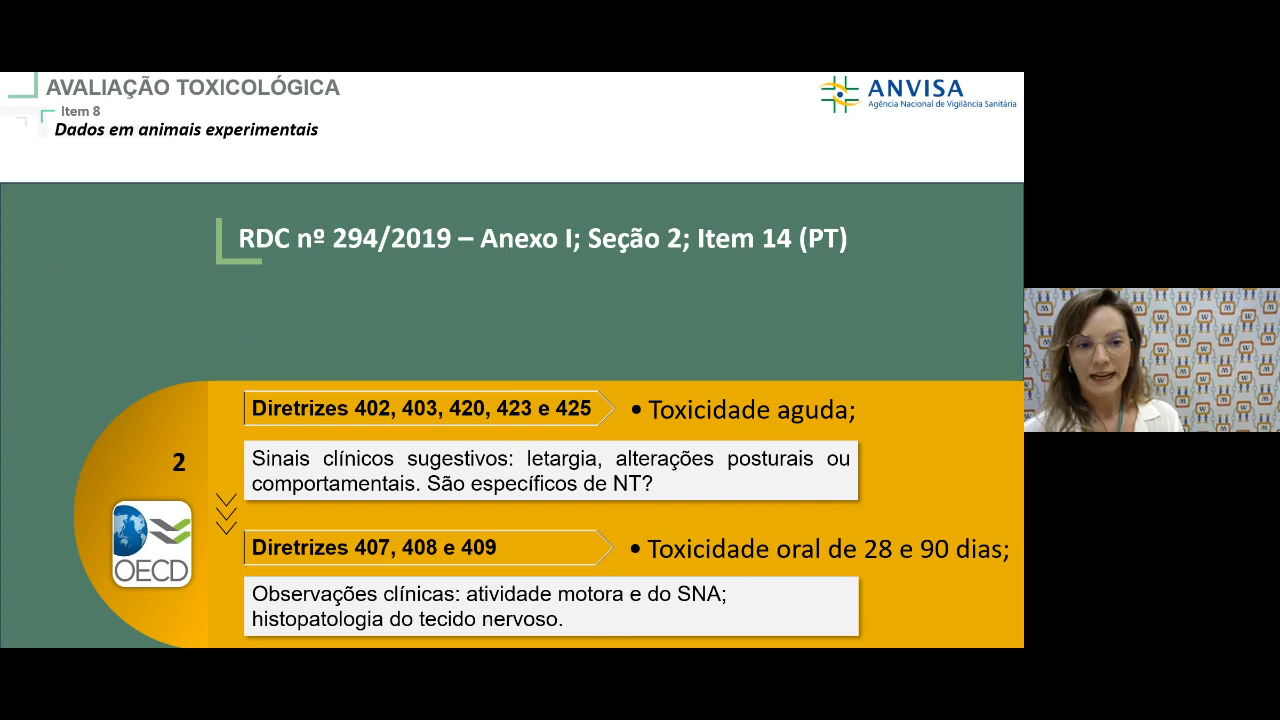 AVALIAÇÃO TOXICOLÓGICA
Item 8
Dados em animais experimentais
ANVISA
Agência Nacional de Vigilância Sanitária
RDC nº 294/2019 – Anexo I; Seção 2; Item 14 (PT)
2
OECD
Diretrizes 402, 403, 420, 423 e 425
• Toxicidade aguda;
Sinais clínicos sugestivos: letargia, alterações posturais ou
comportamentais. São específicos de NT?
Diretrizes 407, 408 e 409
• Toxicidade oral de 28 e 90 dias;
Observações clínicas: atividade motora e do SNA;
histopatologia do tecido nervoso.